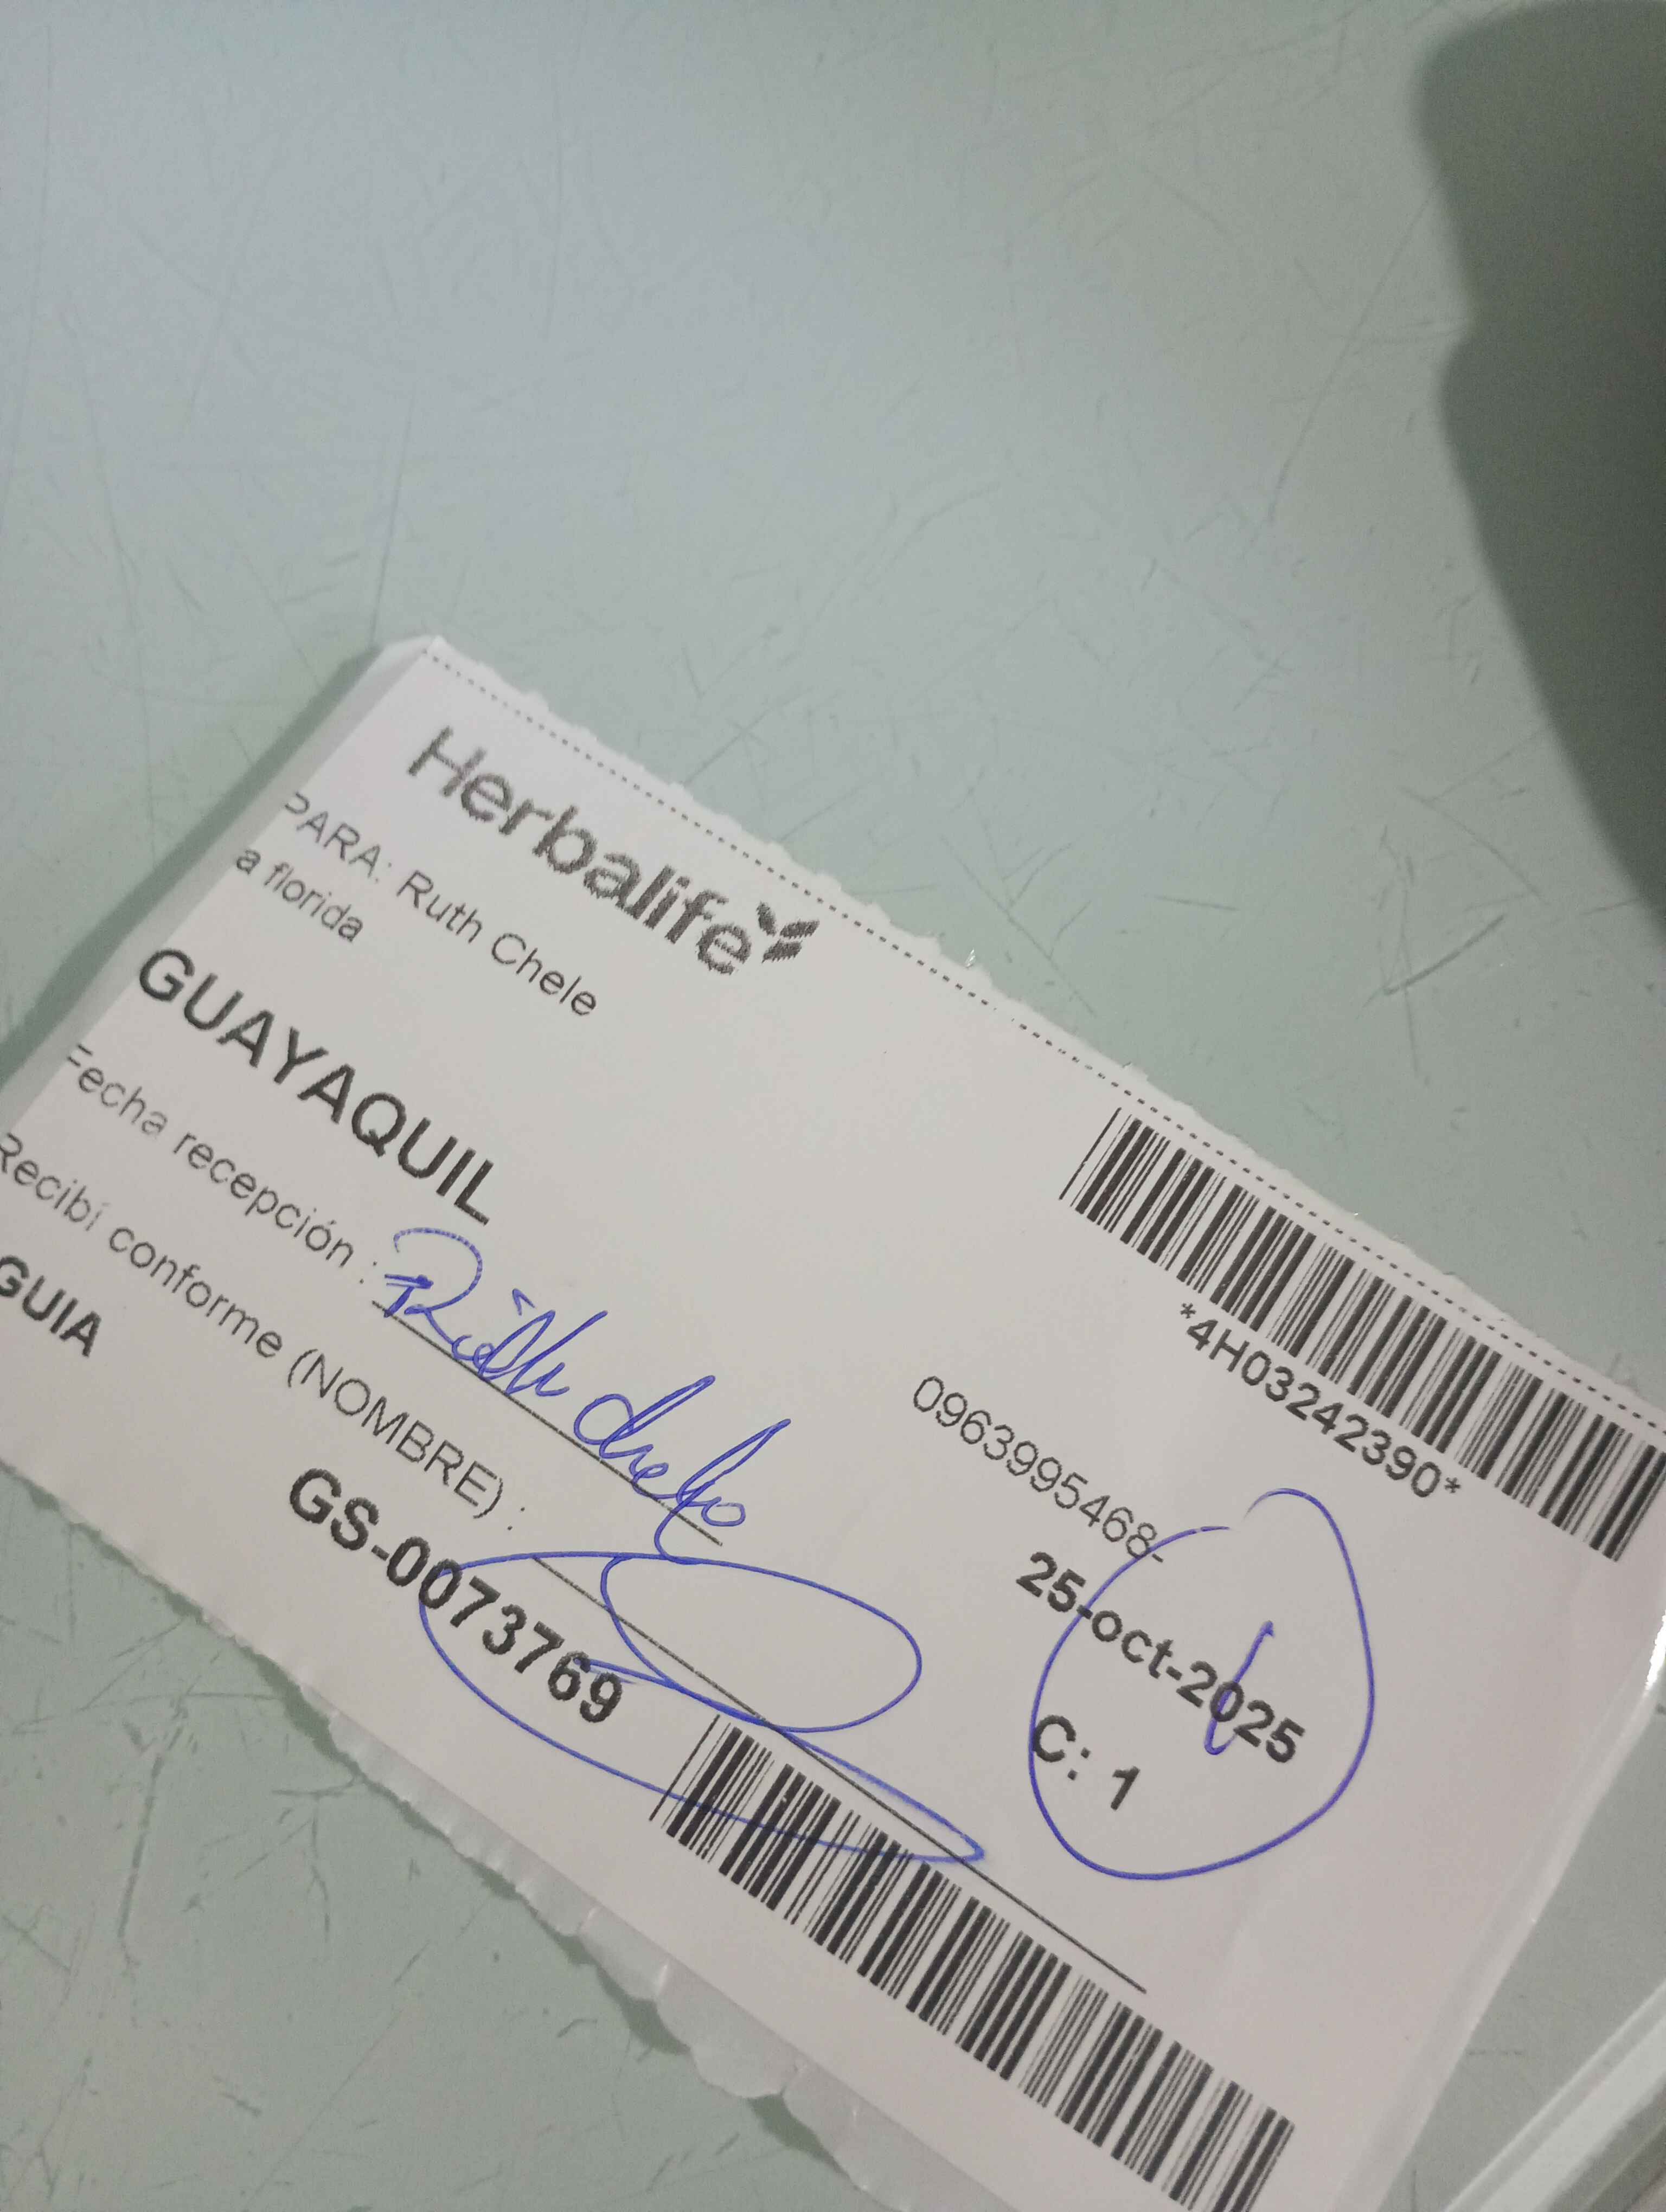 Herbalife
PARA: Ruth Chele
a florida
*4H03242390*
GUAYAQUIL
0963995468-
Fecha recepción :
25-oct-2025
Recibí conforme (NOMBRE) :
C: 1
GUIA
GS-0073769